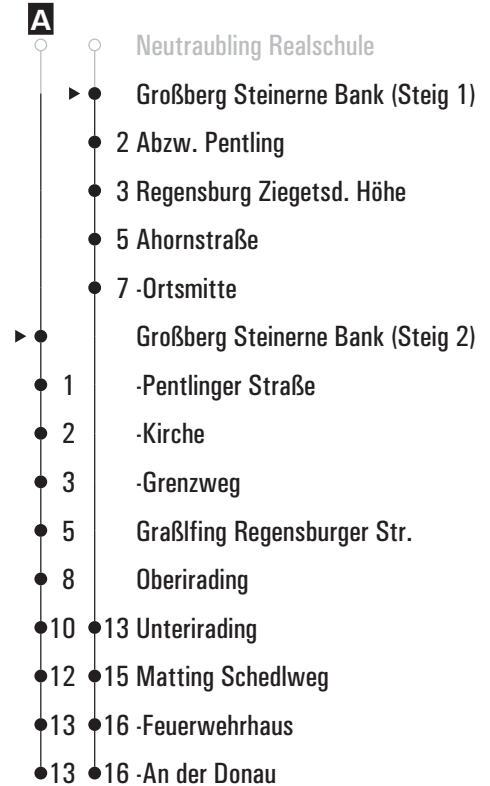 A
Neutraubling Realschule
Großberg Steinerne Bank (Steig 1)
2 Abzw. Pentling
3 Regensburg Ziegetsd. Höhe
5 Ahornstraße
7 -Ortsmitte
Großberg Steinerne Bank (Steig 2)
1 -Pentlinger Straße
2 -Kirche
3 -Grenzweg
5 Graßlfing Regensburger Str.
8 Oberirading
10 13 Unterirading
12 15 Matting Schedlweg
13 16 -Feuerwehrhaus
13 16 -An der Donau